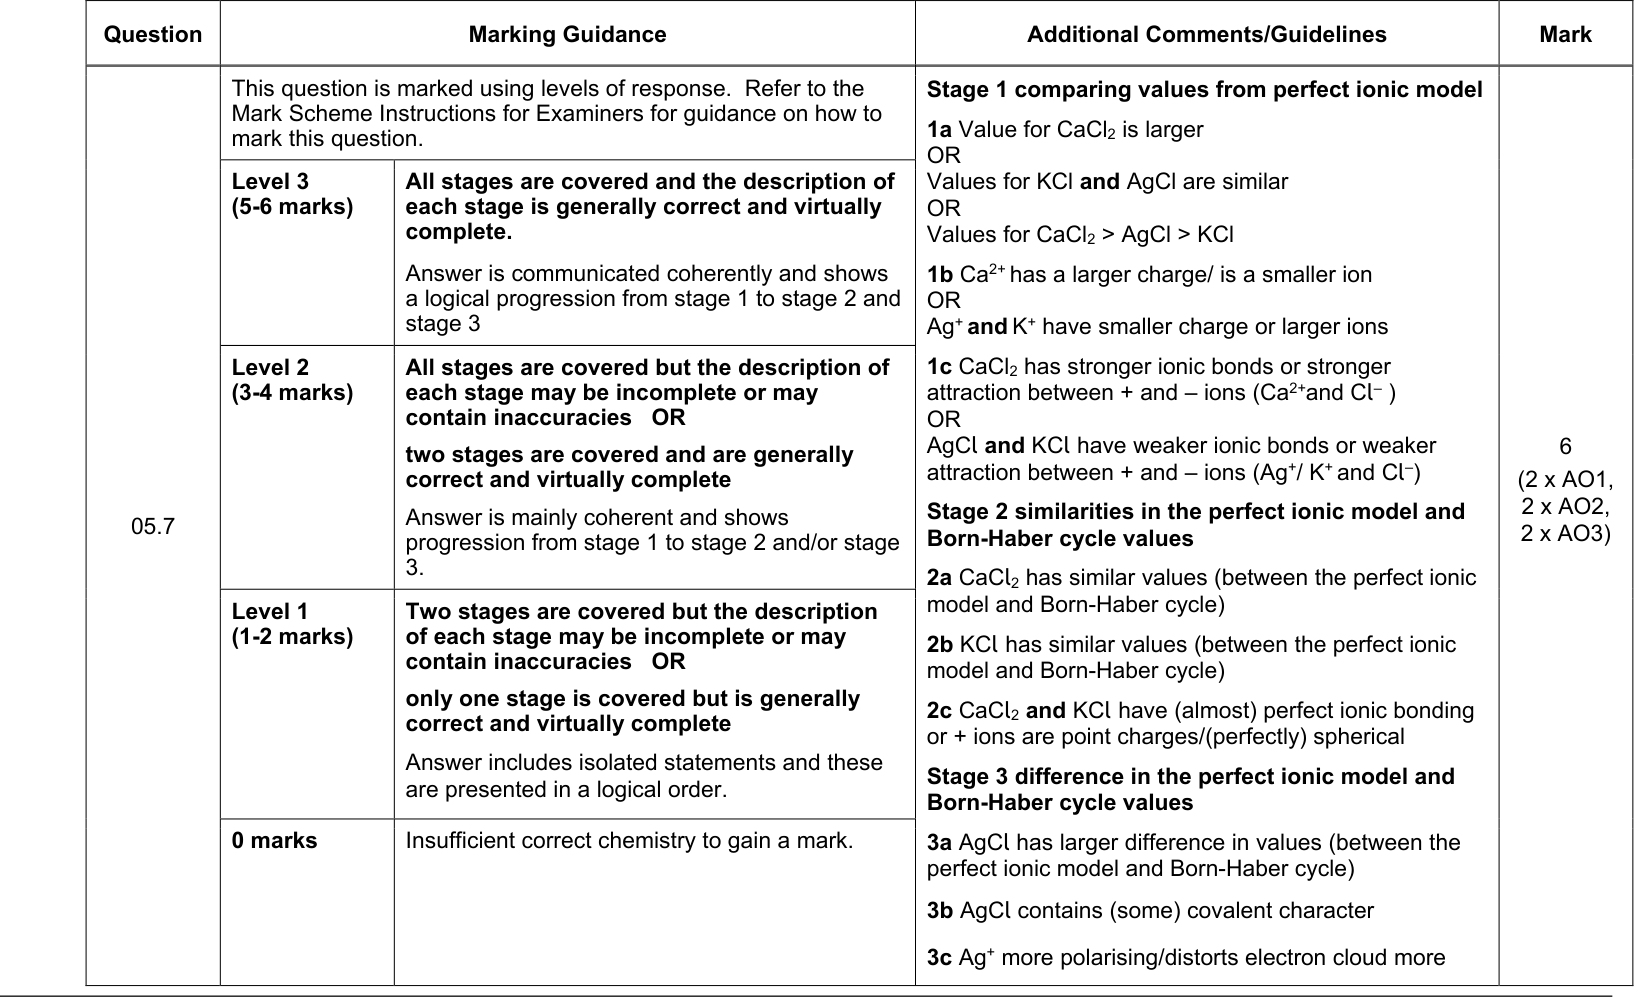 Question
Marking Guidance
Additional Comments/Guidelines
Mark
05.7
This question is marked using levels of response. Refer to the
Mark Scheme Instructions for Examiners for guidance on how to
mark this question.
Level 3
(5-6 marks)
All stages are covered and the description of
each stage is generally correct and virtually
complete.
Answer is communicated coherently and shows
a logical progression from stage 1 to stage 2 and
stage 3
Level 2
(3-4 marks)
All stages are covered but the description of
each stage may be incomplete or may
contain inaccuracies OR
two stages are covered and are generally
correct and virtually complete
Answer is mainly coherent and shows
progression from stage 1 to stage 2 and/or stage
3.
Level 1
(1-2 marks)
Two stages are covered but the description
of each stage may be incomplete or may
contain inaccuracies OR
only one stage is covered but is generally
correct and virtually complete
Answer includes isolated statements and these
are presented in a logical order.
0 marks
Insufficient correct chemistry to gain a mark.
Stage 1 comparing values from perfect ionic model
1a Value for CaCl₂ is larger
OR
Values for KCl and AgCl are similar
OR
Values for CaCl₂ > AgCl > KCl
1b Ca²⁺ has a larger charge/ is a smaller ion
OR
Ag⁺ and K⁺ have smaller charge or larger ions
1c CaCl₂ has stronger ionic bonds or stronger
attraction between + and – ions (Ca²⁺and Cl⁻ )
OR
AgCl and KCl have weaker ionic bonds or weaker
attraction between + and – ions (Ag⁺/ K⁺ and Cl⁻)
Stage 2 similarities in the perfect ionic model and
Born-Haber cycle values
2a CaCl₂ has similar values (between the perfect ionic
model and Born-Haber cycle)
2b KCl has similar values (between the perfect ionic
model and Born-Haber cycle)
2c CaCl₂ and KCl have (almost) perfect ionic bonding
or + ions are point charges/(perfectly) spherical
Stage 3 difference in the perfect ionic model and
Born-Haber cycle values
3a AgCl has larger difference in values (between the
perfect ionic model and Born-Haber cycle)
3b AgCl contains (some) covalent character
3c Ag⁺ more polarising/distorts electron cloud more
6
(2 x AO1,
2 x AO2,
2 x AO3)